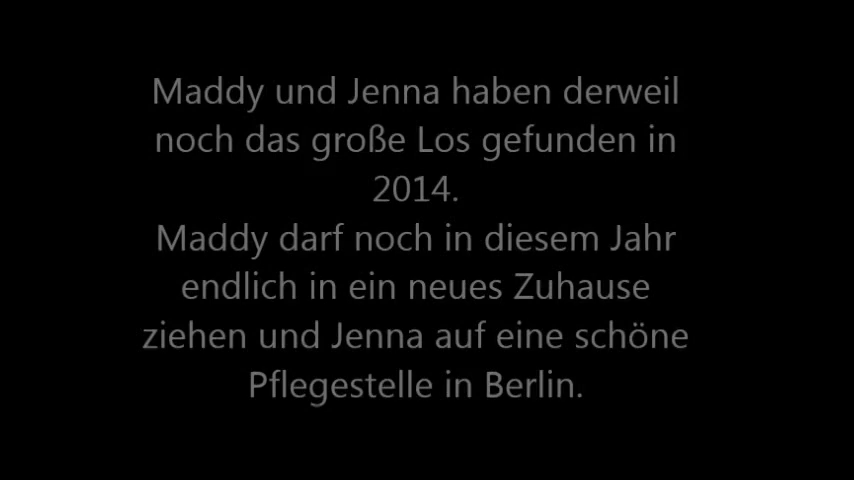 Maddy und Jenna haben derweil
noch das große Los gefunden in
2014.
Maddy darf noch in diesem Jahr
endlich in ein neues Zuhause
ziehen und Jenna auf eine schöne
Pflegestelle in Berlin.